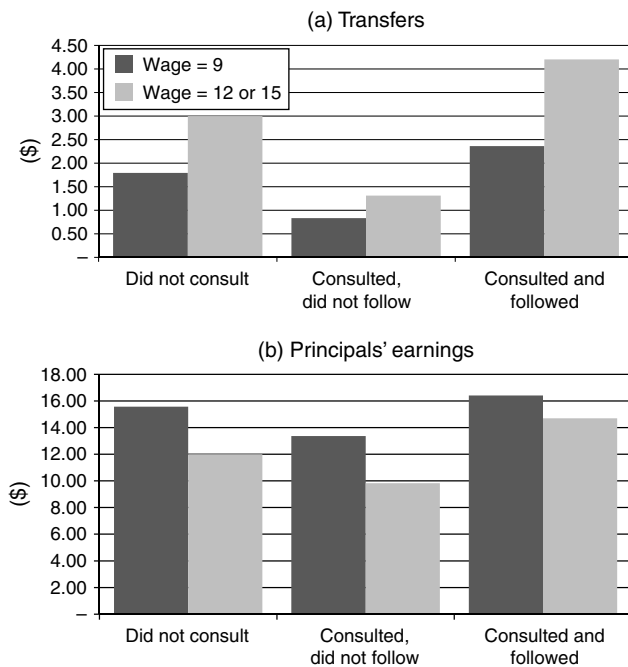 (a) Transfers
4.50
4.00
3.50
3.00
2.50
2.00
1.50
1.00
0.50
–
($)
Wage = 9
Wage = 12 or 15
Did not consult
Consulted,
did not follow
Consulted and
followed
(b) Principals’ earnings
18.00
16.00
14.00
12.00
10.00
8.00
6.00
4.00
2.00
–
($)
Did not consult
Consulted,
did not follow
Consulted and
followed